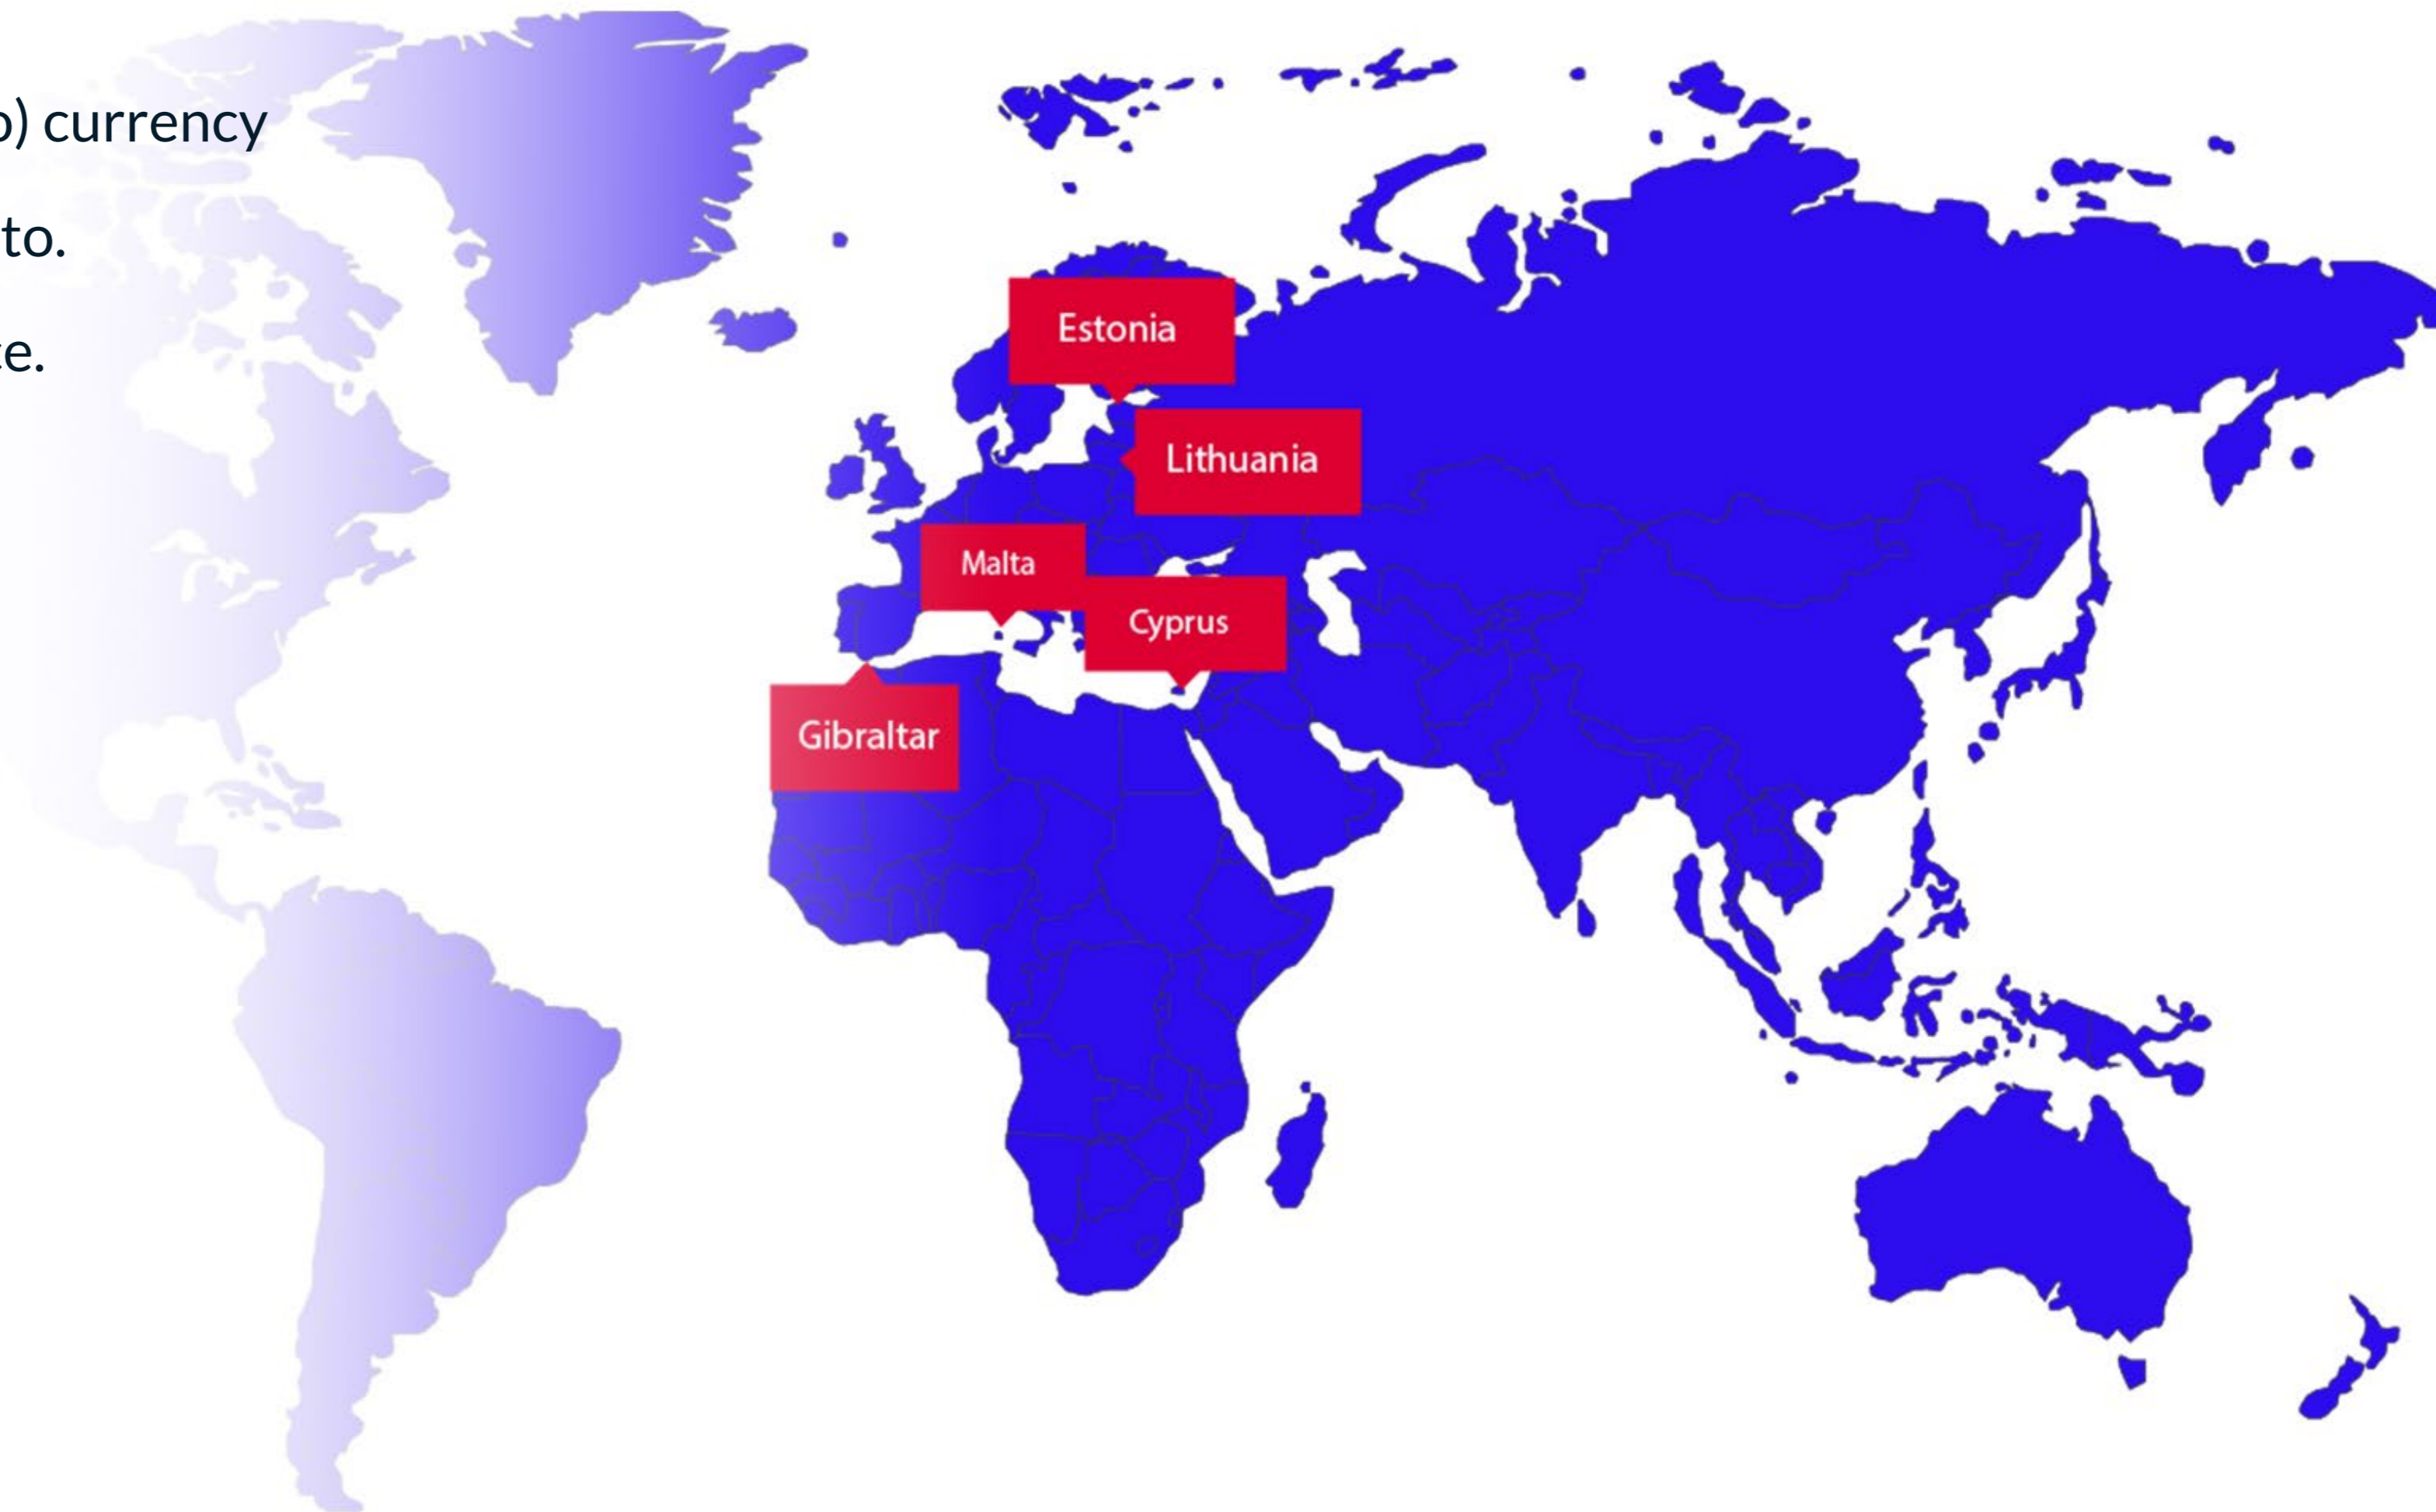 ) currency
to.
e.
Estonia
Lithuania
Malta
Cyprus
Gibraltar